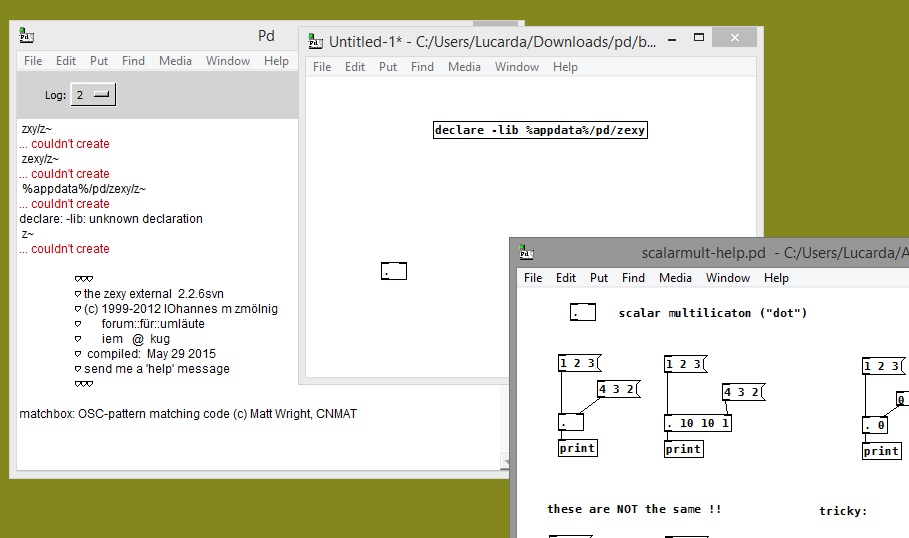 Pd
File Edit Put Find Media Window Help
Log: 2
zxy/z~
... couldn't create
zexy/z~
... couldn't create
%appdata%/pd/zexy/z~
... couldn't create
declare: -lib: unknown declaration
z~
... couldn't create
the zexy external 2.2.6svn
(c) 1999-2012 IOhannes m zmölnig
forum::für::umläute
iem @ kug
compiled: May 29 2015
send me a 'help' message
matchbox: OSC-pattern matching code (c) Matt Wright, CNMAT
Untitled-1* - C:/Users/Lucarda/Downloads/pd/b...
File Edit Put Find Media Window Help
declare -lib %appdata%/pd/zexy
.
scalarmult-help.pd - C:/Users/Lucarda/A
File Edit Put Find Media Window Help
. scalar multilicaton ("dot")
1 2 3 1 2 3 1 2 3
4 3 2 4 3 2 0
. . 10 10 1 . 0
print print print
these are NOT the same !! tricky: